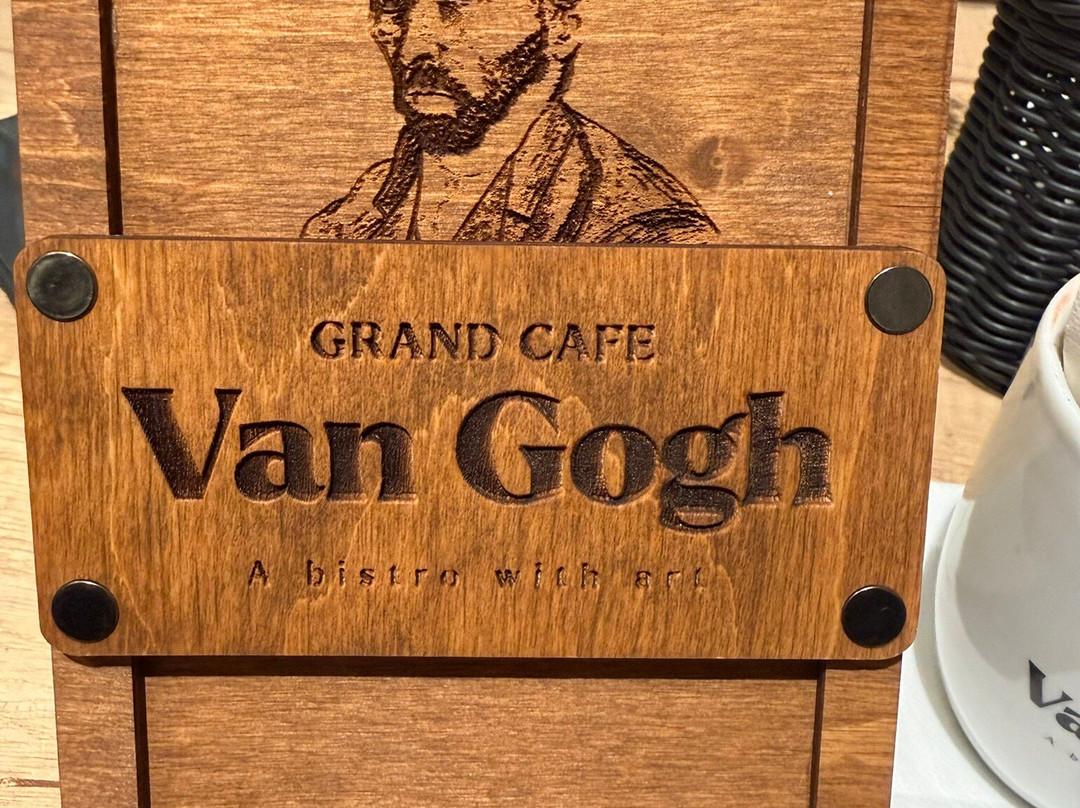 GRAND CAFE
Van Gogh
A bistro with art